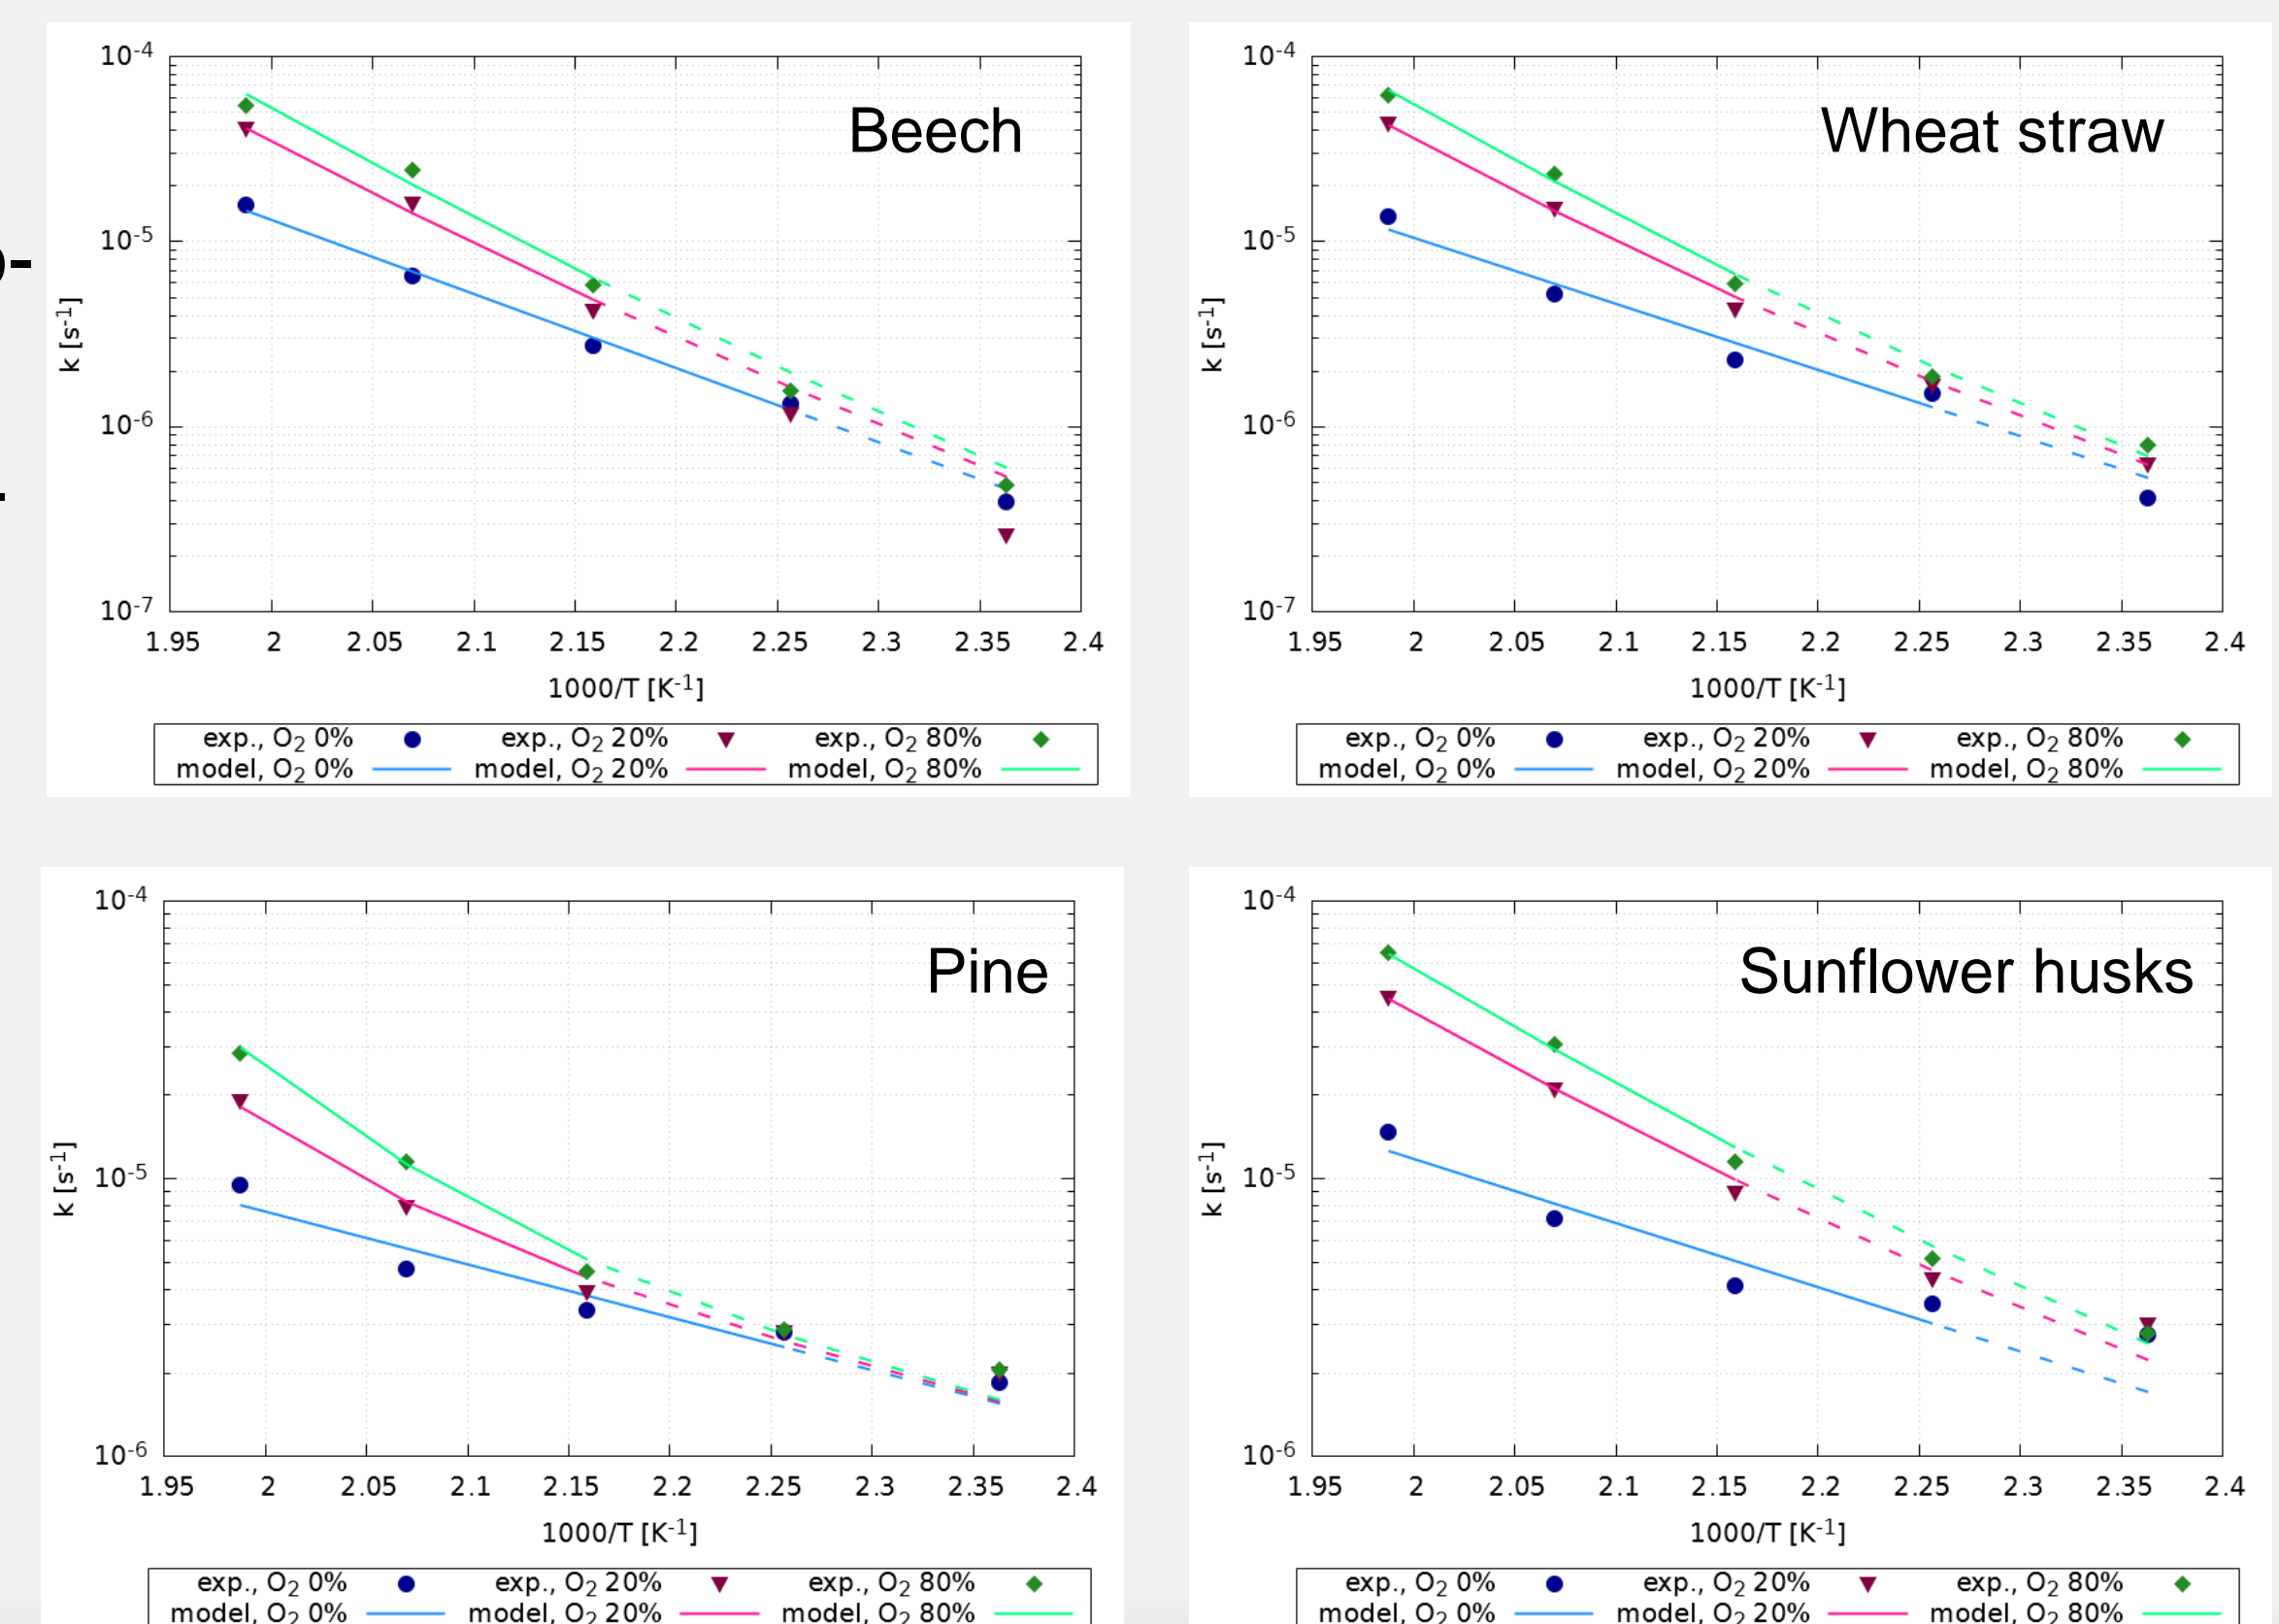 Beech
10-4
10-5
10-6
10-7
k [s-1]
1.95 2 2.05 2.1 2.15 2.2 2.25 2.3 2.35 2.4
1000/T [K-1]
exp., O2 0% exp., O2 20% exp., O2 80%
model, O2 0% model, O2 20% model, O2 80%
Wheat straw
10-4
10-5
10-6
10-7
k [s-1]
1.95 2 2.05 2.1 2.15 2.2 2.25 2.3 2.35 2.4
1000/T [K-1]
exp., O2 0% exp., O2 20% exp., O2 80%
model, O2 0% model, O2 20% model, O2 80%
Pine
10-4
10-5
10-6
k [s-1]
1.95 2 2.05 2.1 2.15 2.2 2.25 2.3 2.35 2.4
1000/T [K-1]
exp., O2 0% exp., O2 20% exp., O2 80%
model, O2 0% model, O2 20% model, O2 80%
Sunflower husks
10-4
10-5
10-6
k [s-1]
1.95 2 2.05 2.1 2.15 2.2 2.25 2.3 2.35 2.4
1000/T [K-1]
exp., O2 0% exp., O2 20% exp., O2 80%
model, O2 0% model, O2 20% model, O2 80%